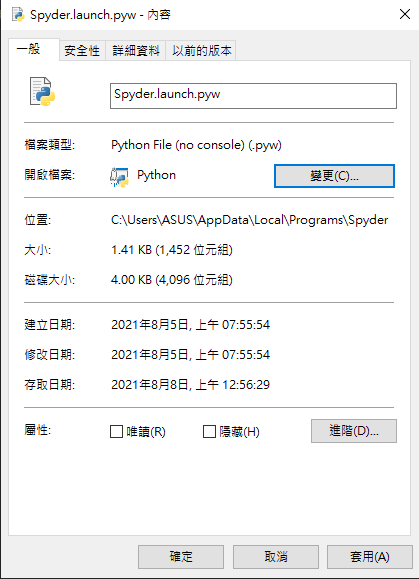 Spyder.launch.pyw - 內容
一般 安全性 詳細資料 以前的版本
Spyder.launch.pyw
檔案類型: Python File (no console) (.pyw)
開啟檔案: Python 變更(C)...
位置: C:\Users\ASUS\AppData\Local\Programs\Spyder
大小: 1.41 KB (1,452 位元組)
磁碟大小: 4.00 KB (4,096 位元組)
建立日期: 2021年8月5日, 上午 07:55:54
修改日期: 2021年8月5日, 上午 07:55:54
存取日期: 2021年8月8日, 上午 12:56:29
屬性: 唯讀(R) 隱藏(H) 進階(D)...
確定 取消 套用(A)